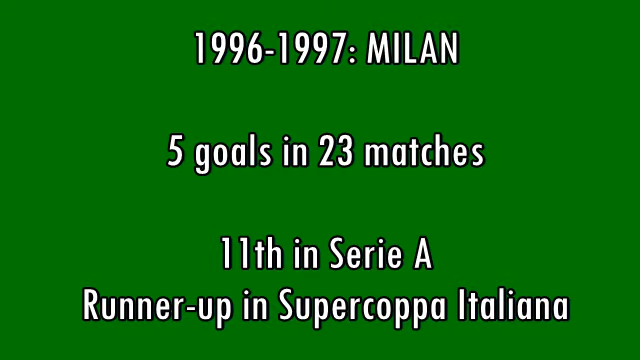 1996-1997: MILAN
5 goals in 23 matches
11th in Serie A
Runner-up in Supercoppa Italiana